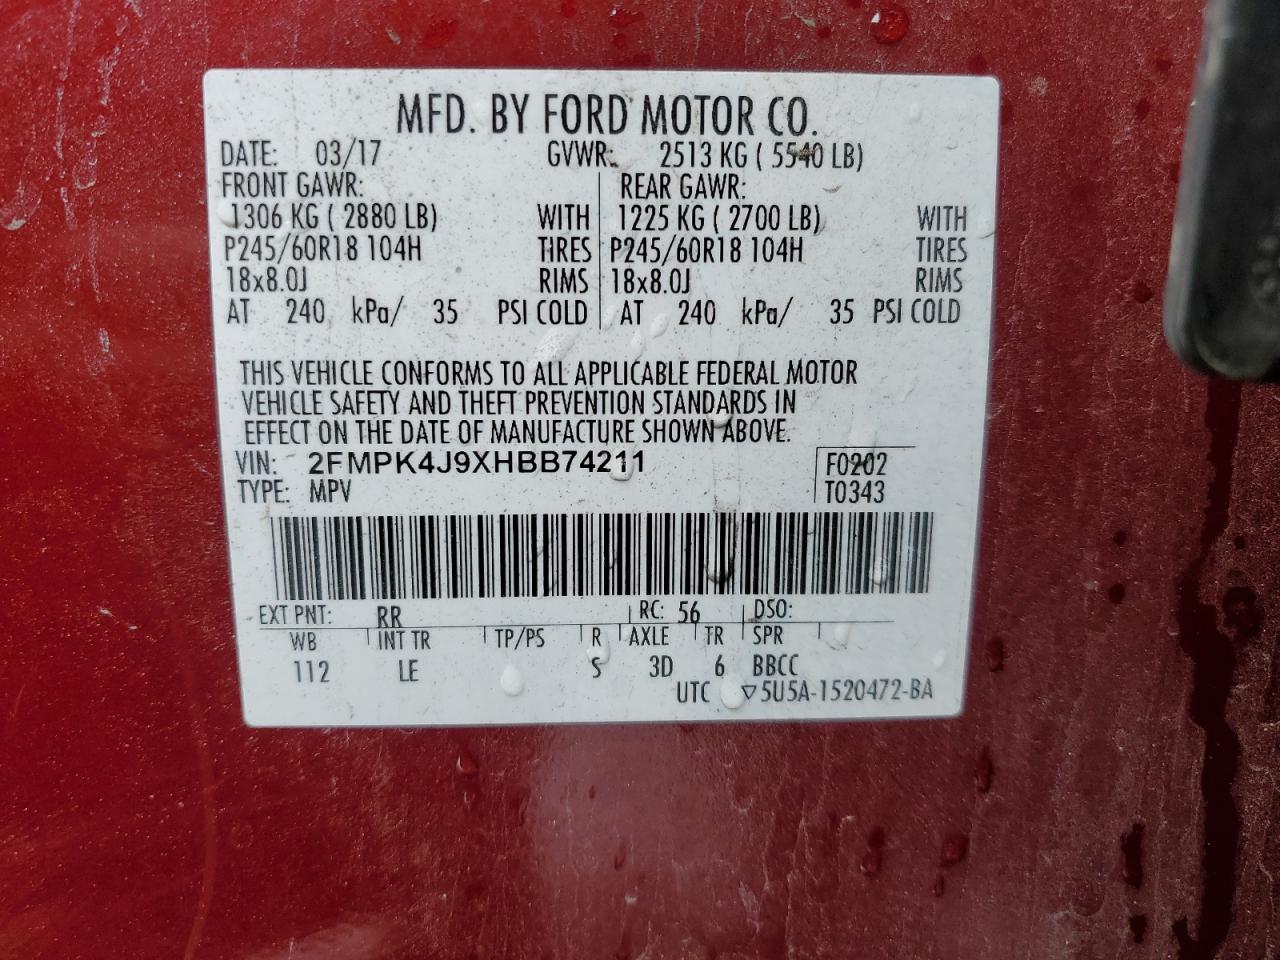 MFD. BY FORD MOTOR CO.
DATE: 03/17 GVWR: 2513 KG ( 5540 LB)
FRONT GAWR: REAR GAWR:
1306 KG ( 2880 LB) WITH 1225 KG ( 2700 LB) WITH
P245/60R18 104H TIRES P245/60R18 104H TIRES
18x8.0J RIMS 18x8.0J RIMS
AT 240 kPa/ 35 PSI COLD AT 240 kPa/ 35 PSI COLD
THIS VEHICLE CONFORMS TO ALL APPLICABLE FEDERAL MOTOR
VEHICLE SAFETY AND THEFT PREVENTION STANDARDS IN
EFFECT ON THE DATE OF MANUFACTURE SHOWN ABOVE.
VIN: 2FMPK4J9XHBB74211 F0202
TYPE: MPV T0343
EXT PNT: RR RC: 56 DSO:
WB INT TR TP/PS R AXLE TR SPR
112 LE S 3D 6 BBCC
UTC ▽5U5A-1520472-BA